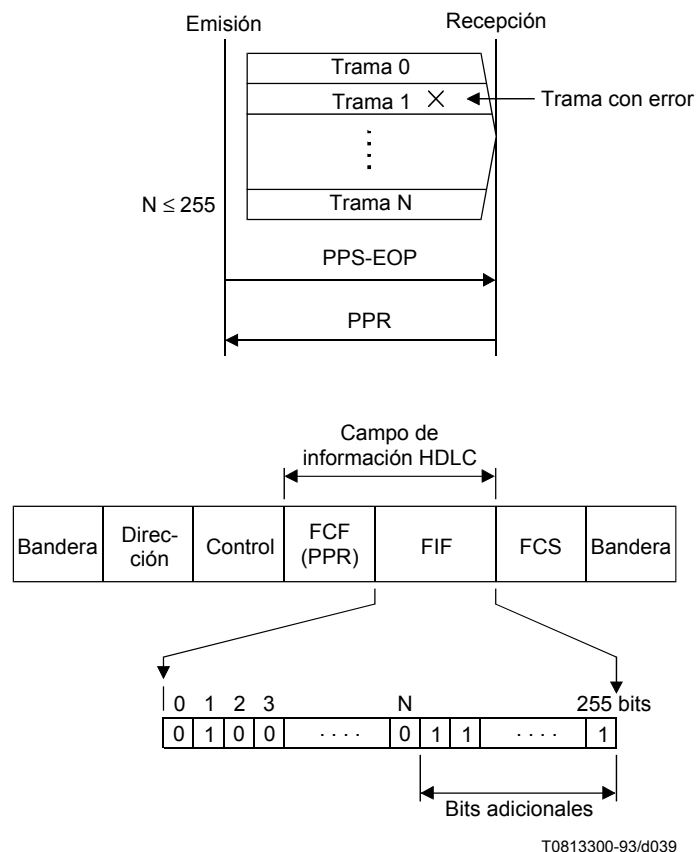 Emisión
Recepción
Trama 0
Trama 1
Trama con error
N ≤ 255
Trama N
PPS-EOP
PPR
Campo de
información HDLC
Bandera
Direc-
ción
Control
FCF
(PPR)
FIF
FCS
Bandera
0 1 2 3 N 255 bits
0 1 0 0 . . . . 0 1 1 . . . . 1
Bits adicionales
T0813300-93/d039